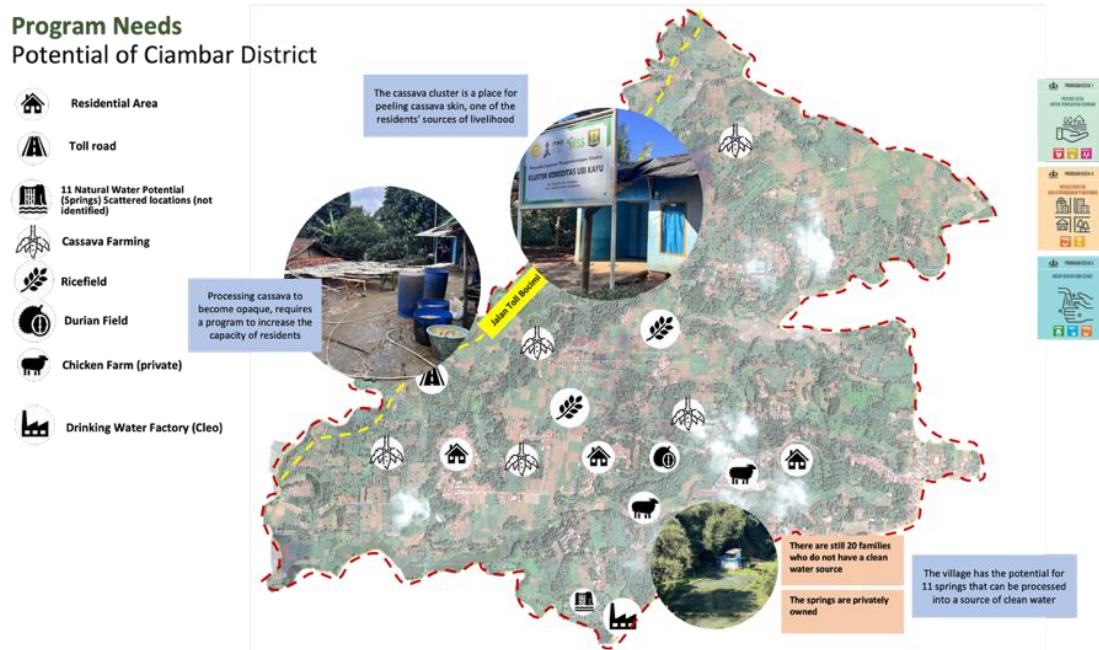 Program Needs
Potential of Ciambar District
Residential Area
Toll road
11 Natural Water Potential
(Springs) Scattered locations (not
identified)
Cassava Farming
Ricefield
Durian Field
Chicken Farm (private)
Drinking Water Factory (Cleo)
The cassava cluster is a place for
peeling cassava skin, one of the
residents' sources of livelihood
KLUSTER KOMODITAS UBI KAYU
Processing cassava to
become opaque, requires
a program to increase the
capacity of residents
Jalan Toll Bocimi
There are still 20 families
who do not have a clean
water source
The springs are privately
owned
The village has the potential for
11 springs that can be processed
into a source of clean water